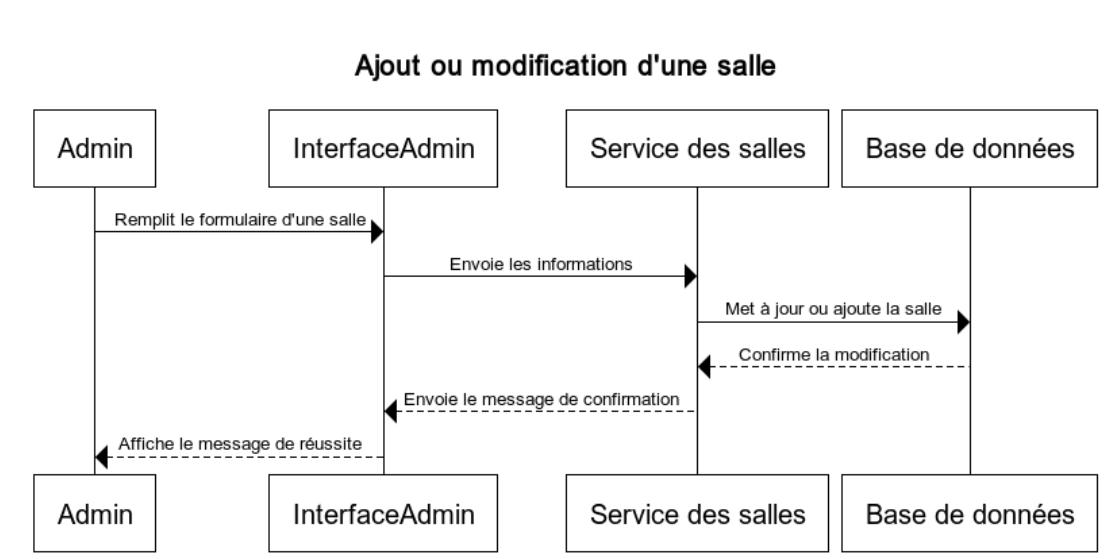 Ajout ou modification d'une salle
Admin
InterfaceAdmin
Service des salles
Base de données
Remplit le formulaire d'une salle
Envoie les informations
Met à jour ou ajoute la salle
Confirme la modification
Envoie le message de confirmation
Affiche le message de réussite
Admin
InterfaceAdmin
Service des salles
Base de données